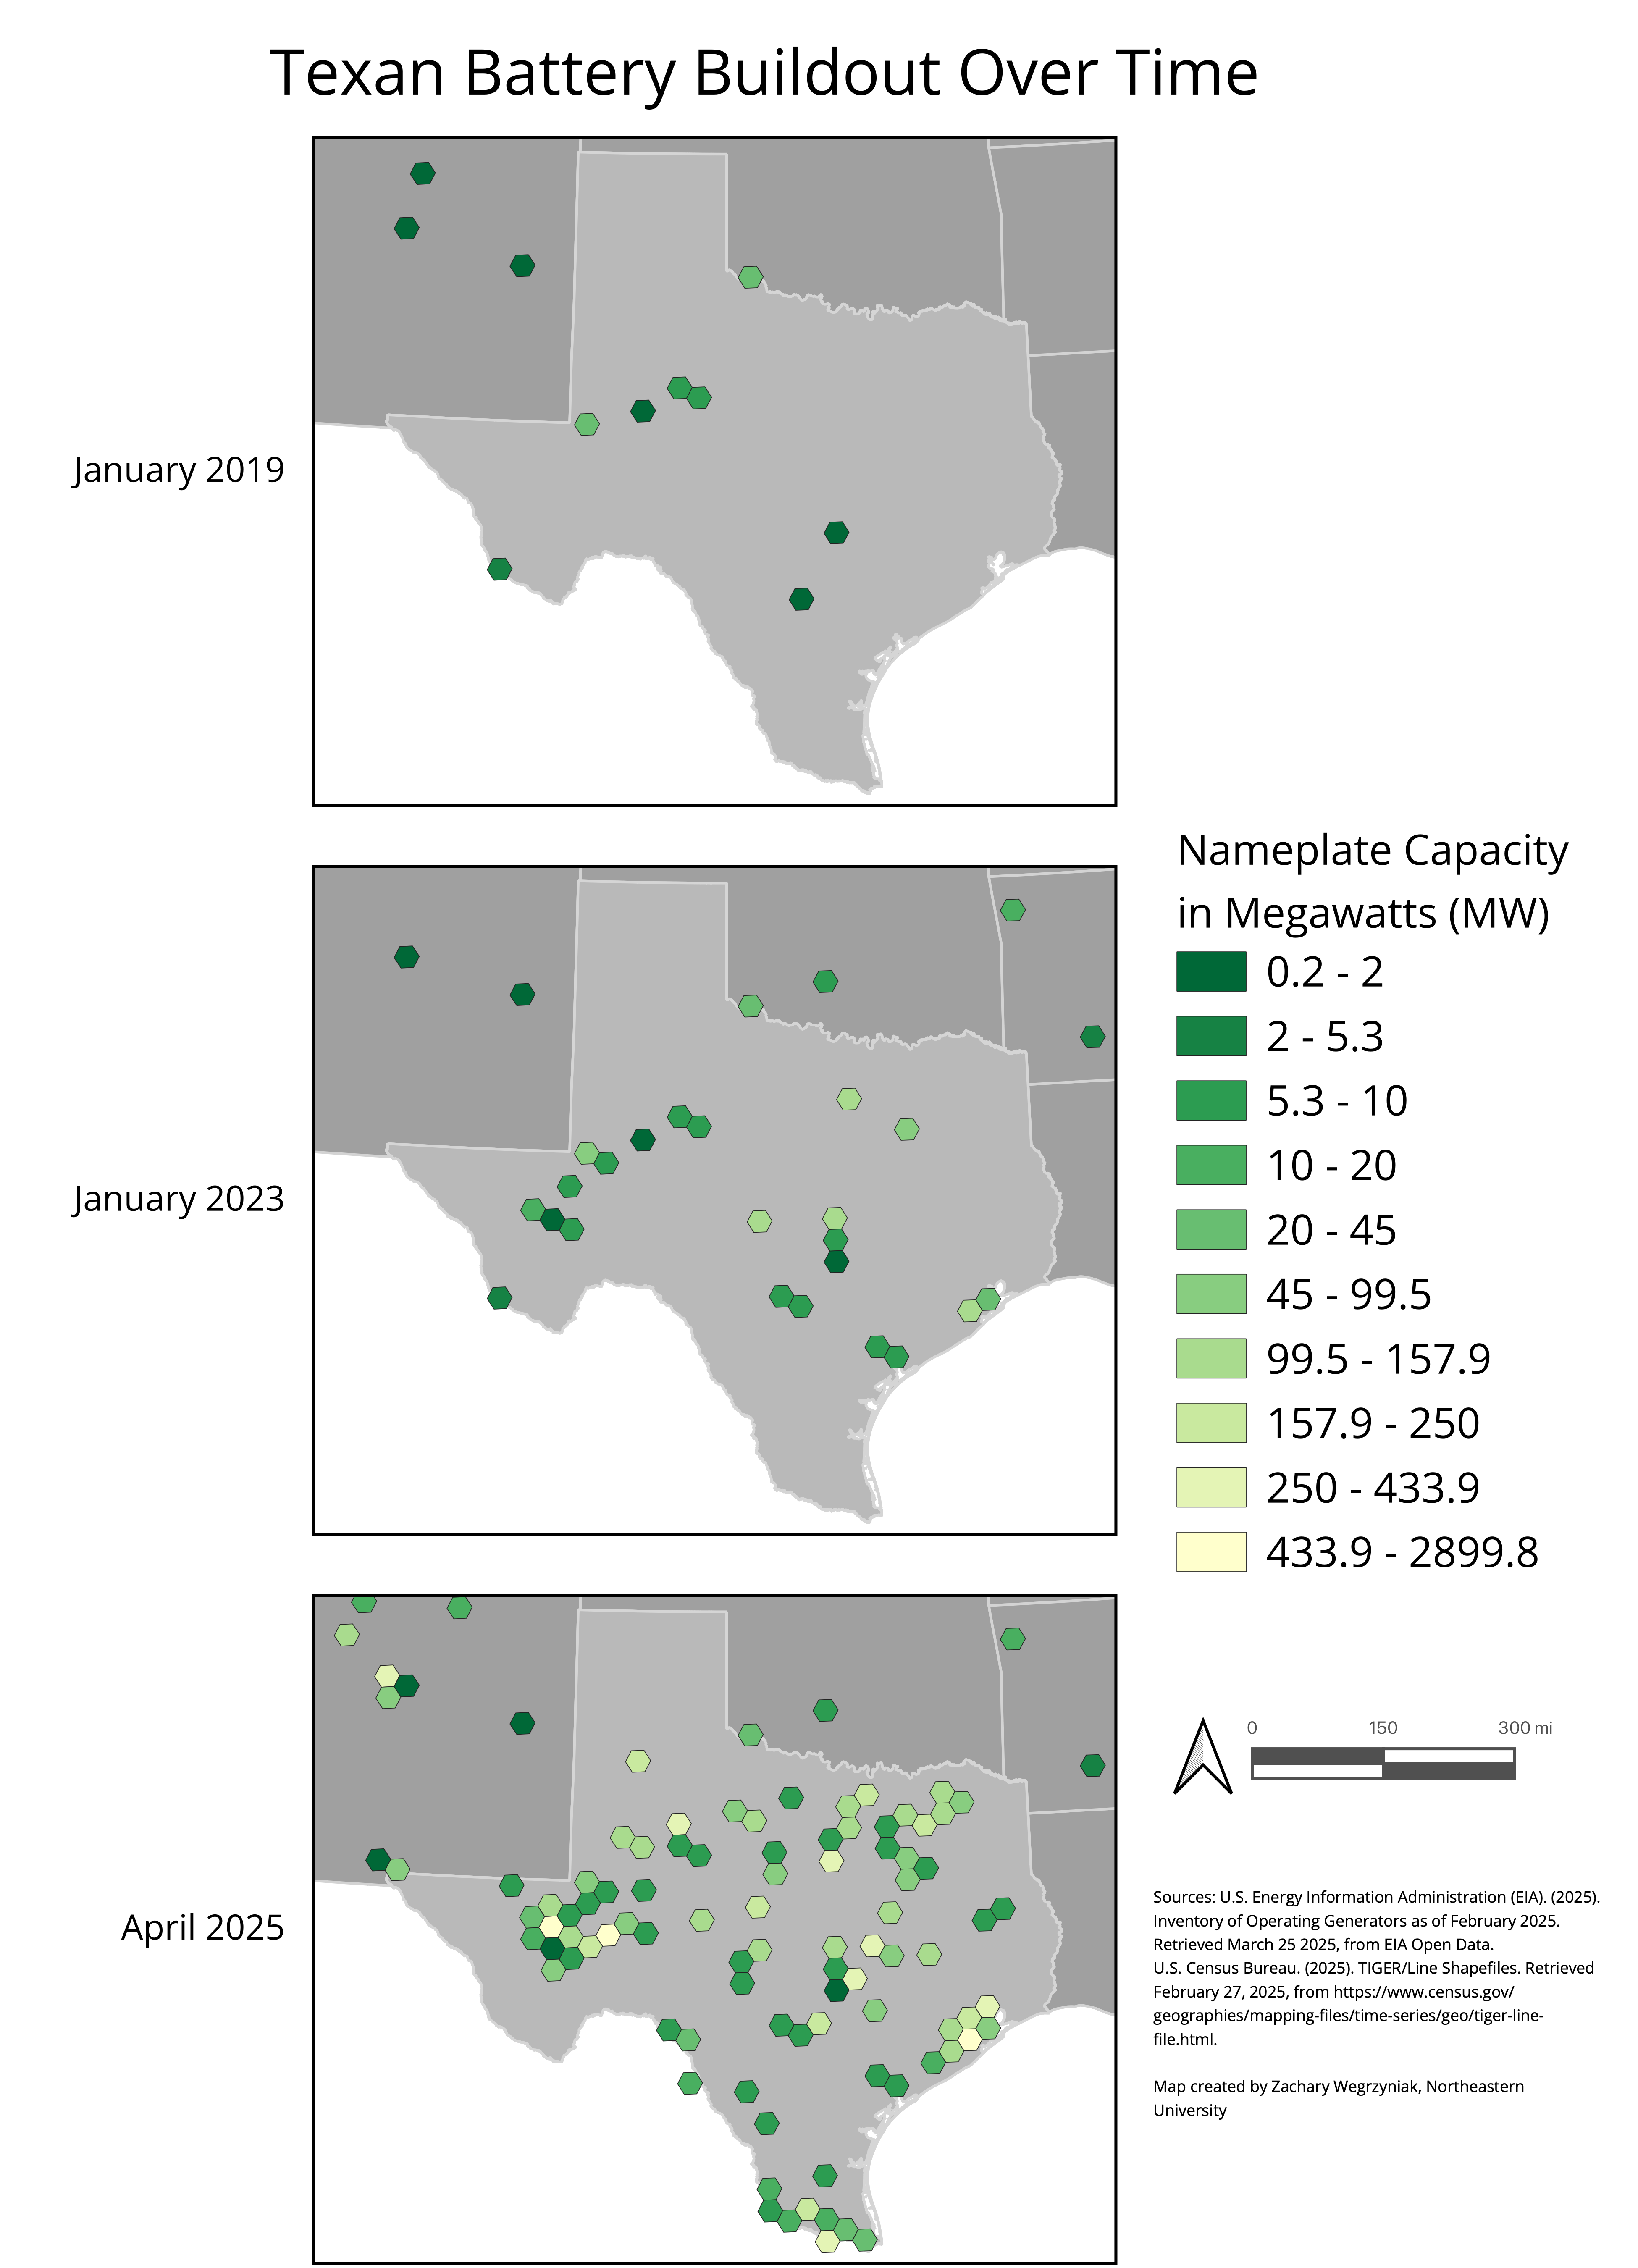 Texan Battery Buildout Over Time
January 2019
January 2023
April 2025
Nameplate Capacity
in Megawatts (MW)
0.2 - 2
2 - 5.3
5.3 - 10
10 - 20
20 - 45
45 - 99.5
99.5 - 157.9
157.9 - 250
250 - 433.9
433.9 - 2899.8
0 150 300 mi
Sources: U.S. Energy Information Administration (EIA). (2025).
Inventory of Operating Generators as of February 2025.
Retrieved March 25 2025, from EIA Open Data.
U.S. Census Bureau. (2025). TIGER/Line Shapefiles. Retrieved
February 27, 2025, from https://www.census.gov/
geographies/mapping-files/time-series/geo/tiger-line-
file.html.
Map created by Zachary Wegrzyniak, Northeastern
University